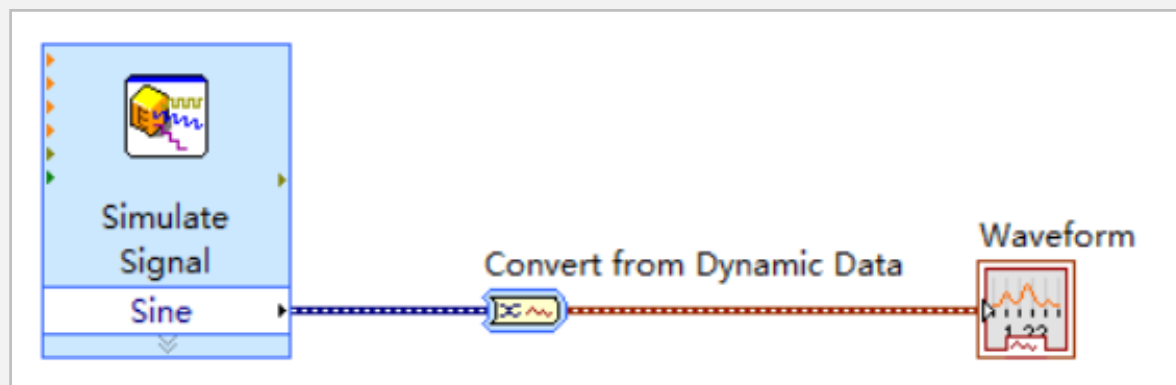 Simulate
Signal
Sine
Convert from Dynamic Data
Waveform